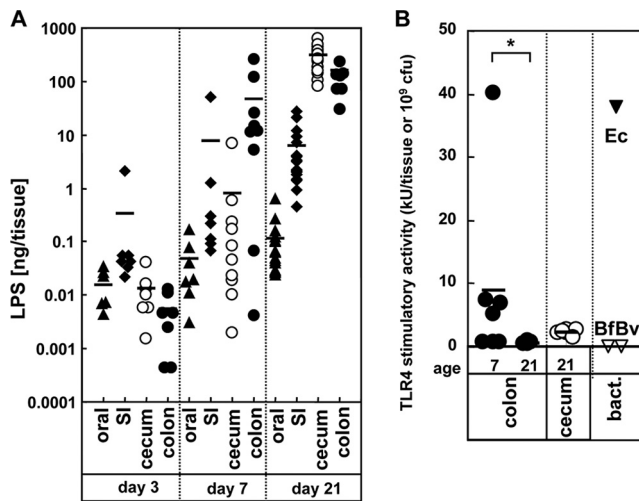 A
LPS [ng/tissue]
1000
100
10
1
0.1
0.01
0.001
0.0001
oral
SI
cecum
colon
oral
SI
cecum
colon
oral
SI
cecum
colon
day 3
day 7
day 21
B
TLR4 stimulatory activity (kU/tissue or 10⁹ cfu)
50
40
30
20
10
0
*
Ec
BfBv
age
7
21
21
colon
cecum
bact.